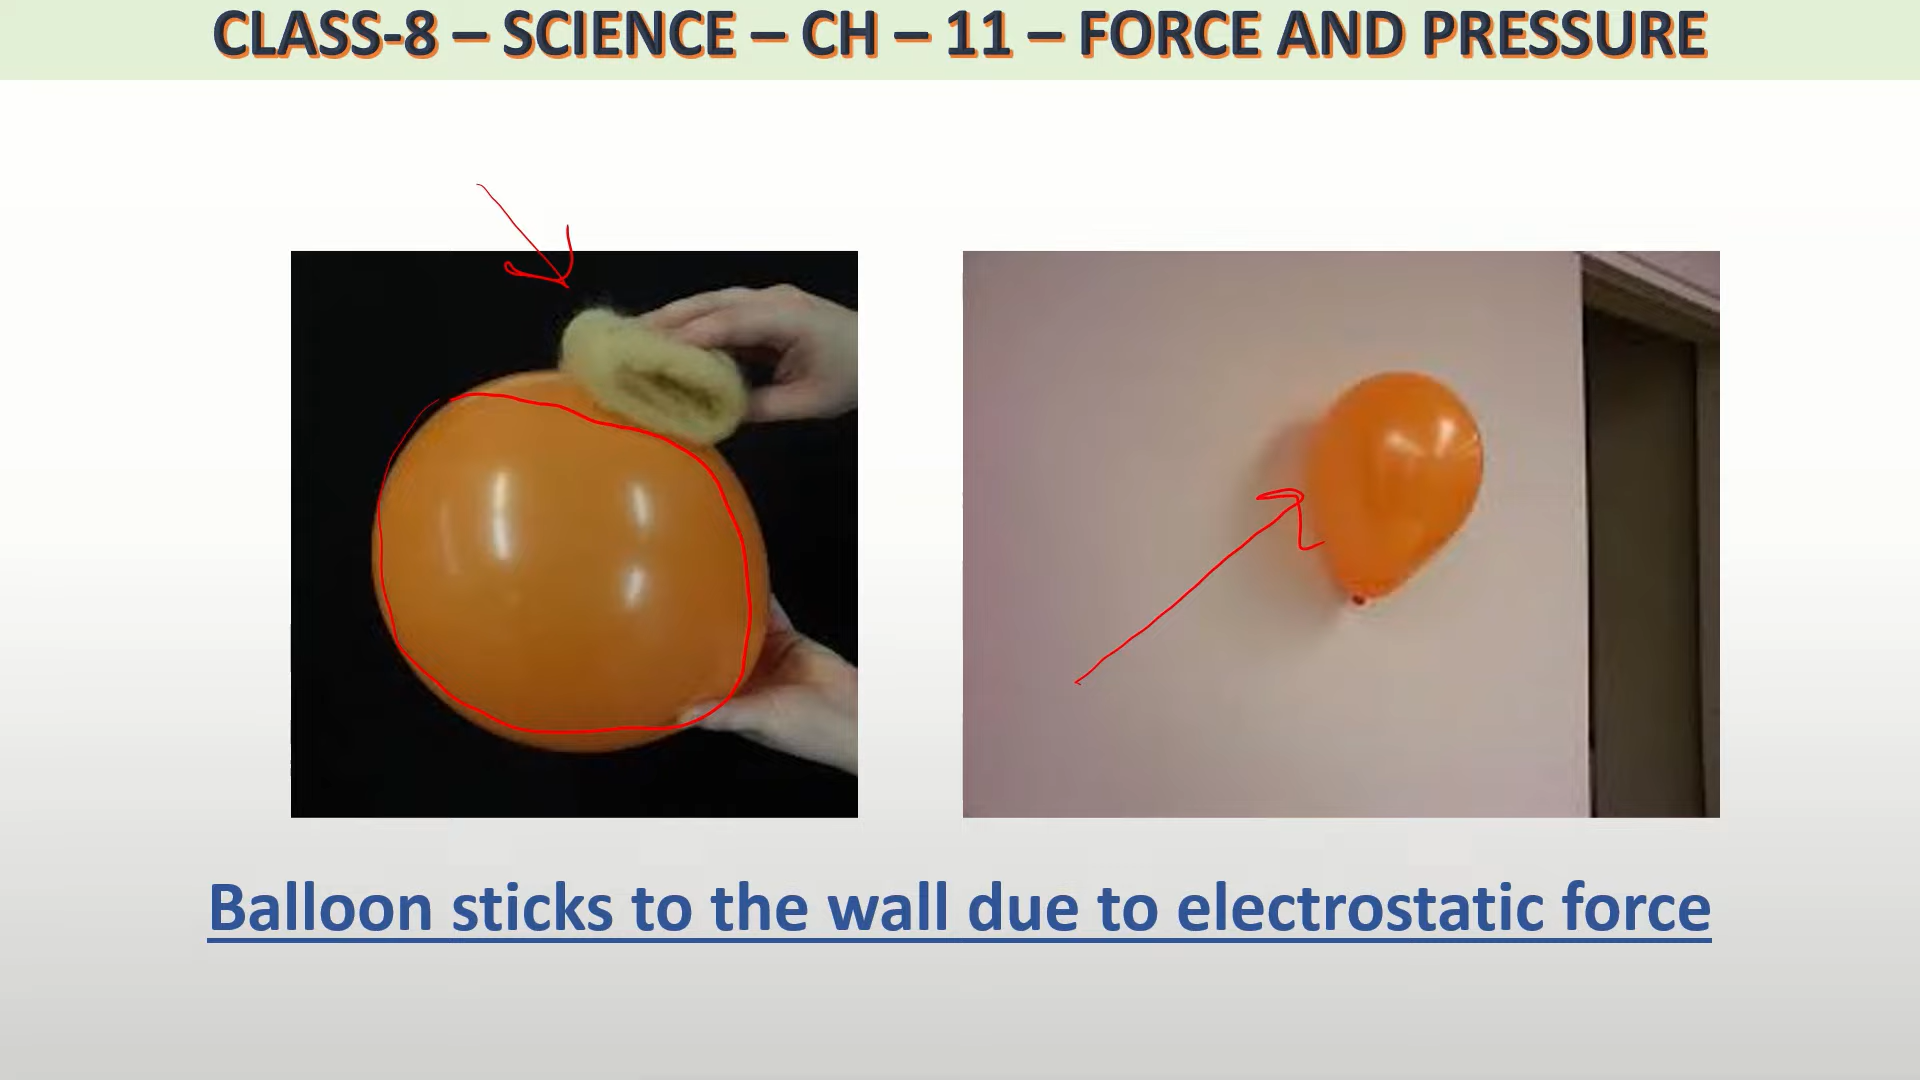 CLASS-8 – SCIENCE – CH – 11 – FORCE AND PRESSURE
Balloon sticks to the wall due to electrostatic force